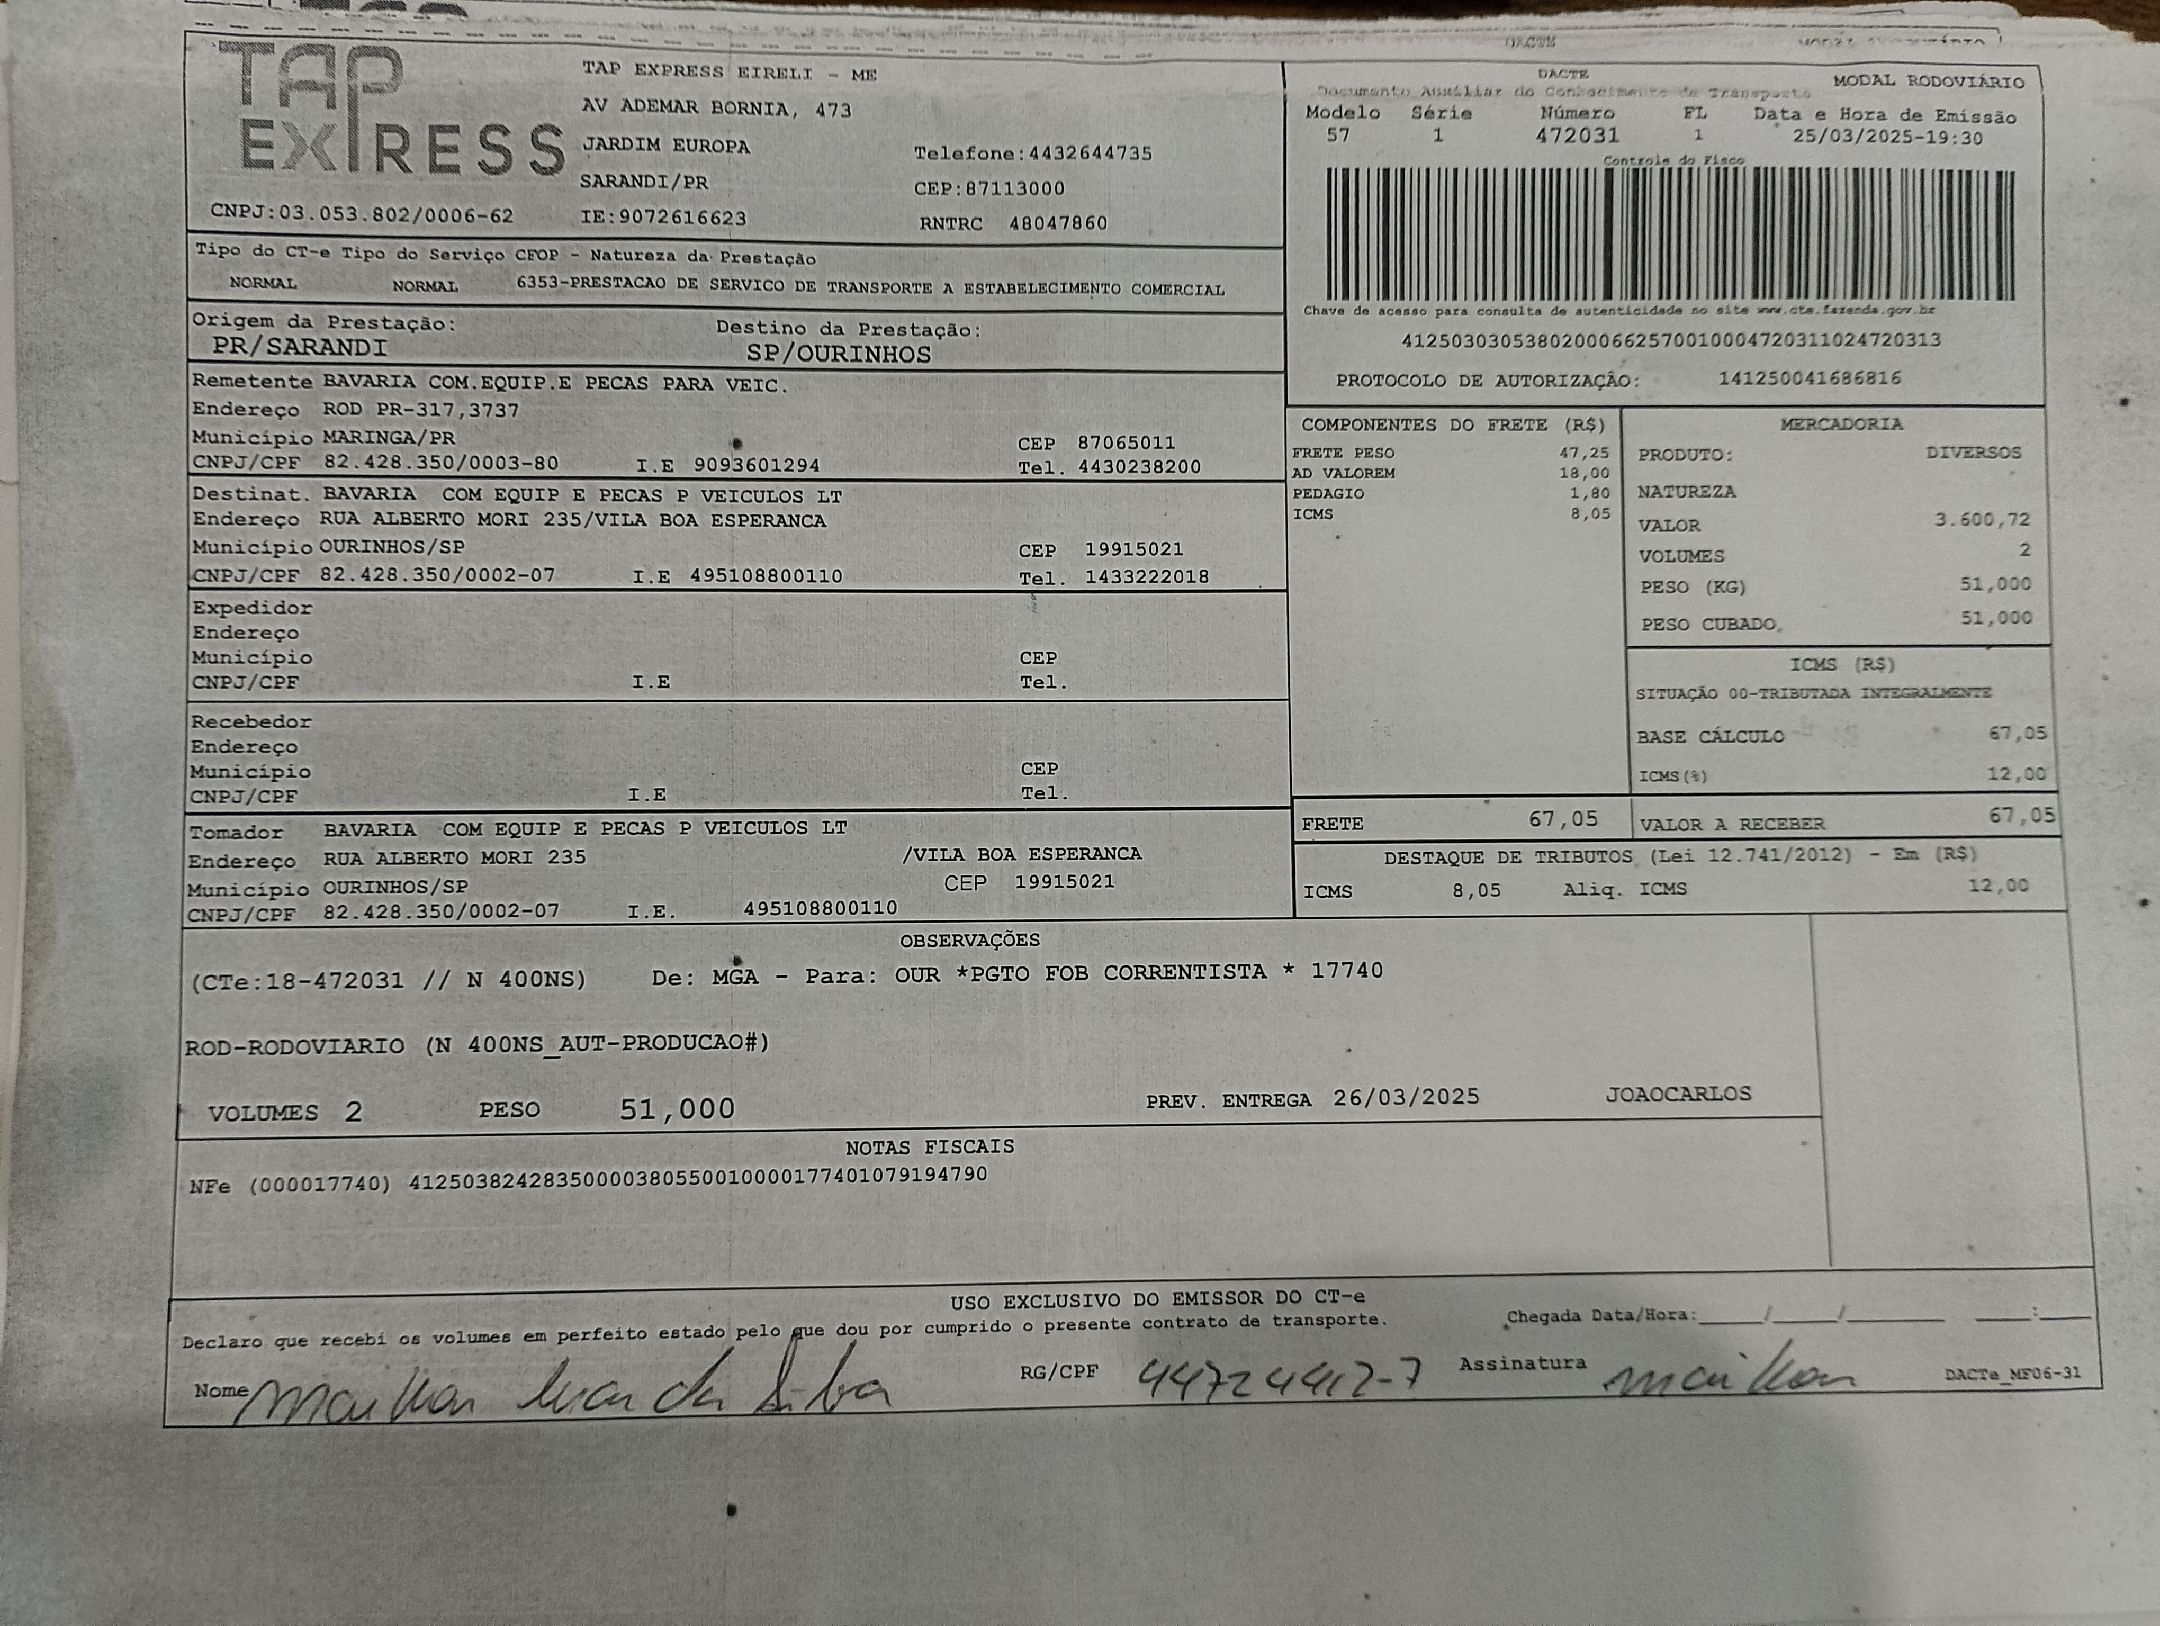 TAP EXPRESS
TAP EXPRESS EIRELI - ME
AV ADEMAR BORNIA, 473
JARDIM EUROPA
Telefone:4432644735
SARANDI/PR
CEP:87113000
CNPJ:03.053.802/0006-62
IE:9072616623
RNTRC 48047860
DACTE
MODAL RODOVIÁRIO
Documento Auxiliar do Conhecimento de Transporte
Modelo Série Número FL Data e Hora de Emissão
57 1 472031 1 25/03/2025-19:30
Controle do Fisco
Chave de acesso para consulta de autenticidade no site www.cte.fazenda.gov.br
41250303053802000662570010004720311024720313
PROTOCOLO DE AUTORIZAÇÃO: 141250041686816
Tipo do CT-e Tipo do Serviço CFOP - Natureza da Prestação
NORMAL NORMAL 6353-PRESTACAO DE SERVICO DE TRANSPORTE A ESTABELECIMENTO COMERCIAL
Origem da Prestação: Destino da Prestação:
PR/SARANDI SP/OURINHOS
Remetente BAVARIA COM.EQUIP.E PECAS PARA VEIC.
Endereço ROD PR-317,3737
Município MARINGA/PR CEP 87065011
CNPJ/CPF 82.428.350/0003-80 I.E 9093601294 Tel. 4430238200
Destinat. BAVARIA COM EQUIP E PECAS P VEICULOS LT
Endereço RUA ALBERTO MORI 235/VILA BOA ESPERANCA
Município OURINHOS/SP CEP 19915021
CNPJ/CPF 82.428.350/0002-07 I.E 495108800110 Tel. 1433222018
Expedidor
Endereço
Município CEP
CNPJ/CPF I.E Tel.
Recebedor
Endereço
Município CEP
CNPJ/CPF I.E Tel.
Tomador BAVARIA COM EQUIP E PECAS P VEICULOS LT
Endereço RUA ALBERTO MORI 235 /VILA BOA ESPERANCA
Município OURINHOS/SP CEP 19915021
CNPJ/CPF 82.428.350/0002-07 I.E. 495108800110
COMPONENTES DO FRETE (R$)
FRETE PESO 47,25
AD VALOREM 18,00
PEDAGIO 1,80
ICMS 8,05
MERCADORIA
PRODUTO: DIVERSOS
NATUREZA
VALOR 3.600,72
VOLUMES 2
PESO (KG) 51,000
PESO CUBADO 51,000
ICMS (R$)
SITUAÇÃO 00-TRIBUTADA INTEGRALMENTE
BASE CÁLCULO 67,05
ICMS(%) 12,00
FRETE 67,05 VALOR A RECEBER 67,05
DESTAQUE DE TRIBUTOS (Lei 12.741/2012) - Em (R$)
ICMS 8,05 Aliq. ICMS 12,00
OBSERVAÇÕES
(CTe:18-472031 // N 400NS) De: MGA - Para: OUR *PGTO FOB CORRENTISTA * 17740
ROD-RODOVIARIO (N 400NS_AUT-PRODUCAO#)
VOLUMES 2 PESO 51,000 PREV. ENTREGA 26/03/2025 JOAOCARLOS
NOTAS FISCAIS
NFe (000017740) 41250382428350000380550010000177401079194790
USO EXCLUSIVO DO EMISSOR DO CT-e
Declaro que recebi os volumes em perfeito estado pelo que dou por cumprido o presente contrato de transporte.
Chegada Data/Hora:____/____/______ ___:___
Nome da Silva RG/CPF Assinatura DACTe_MF06-31